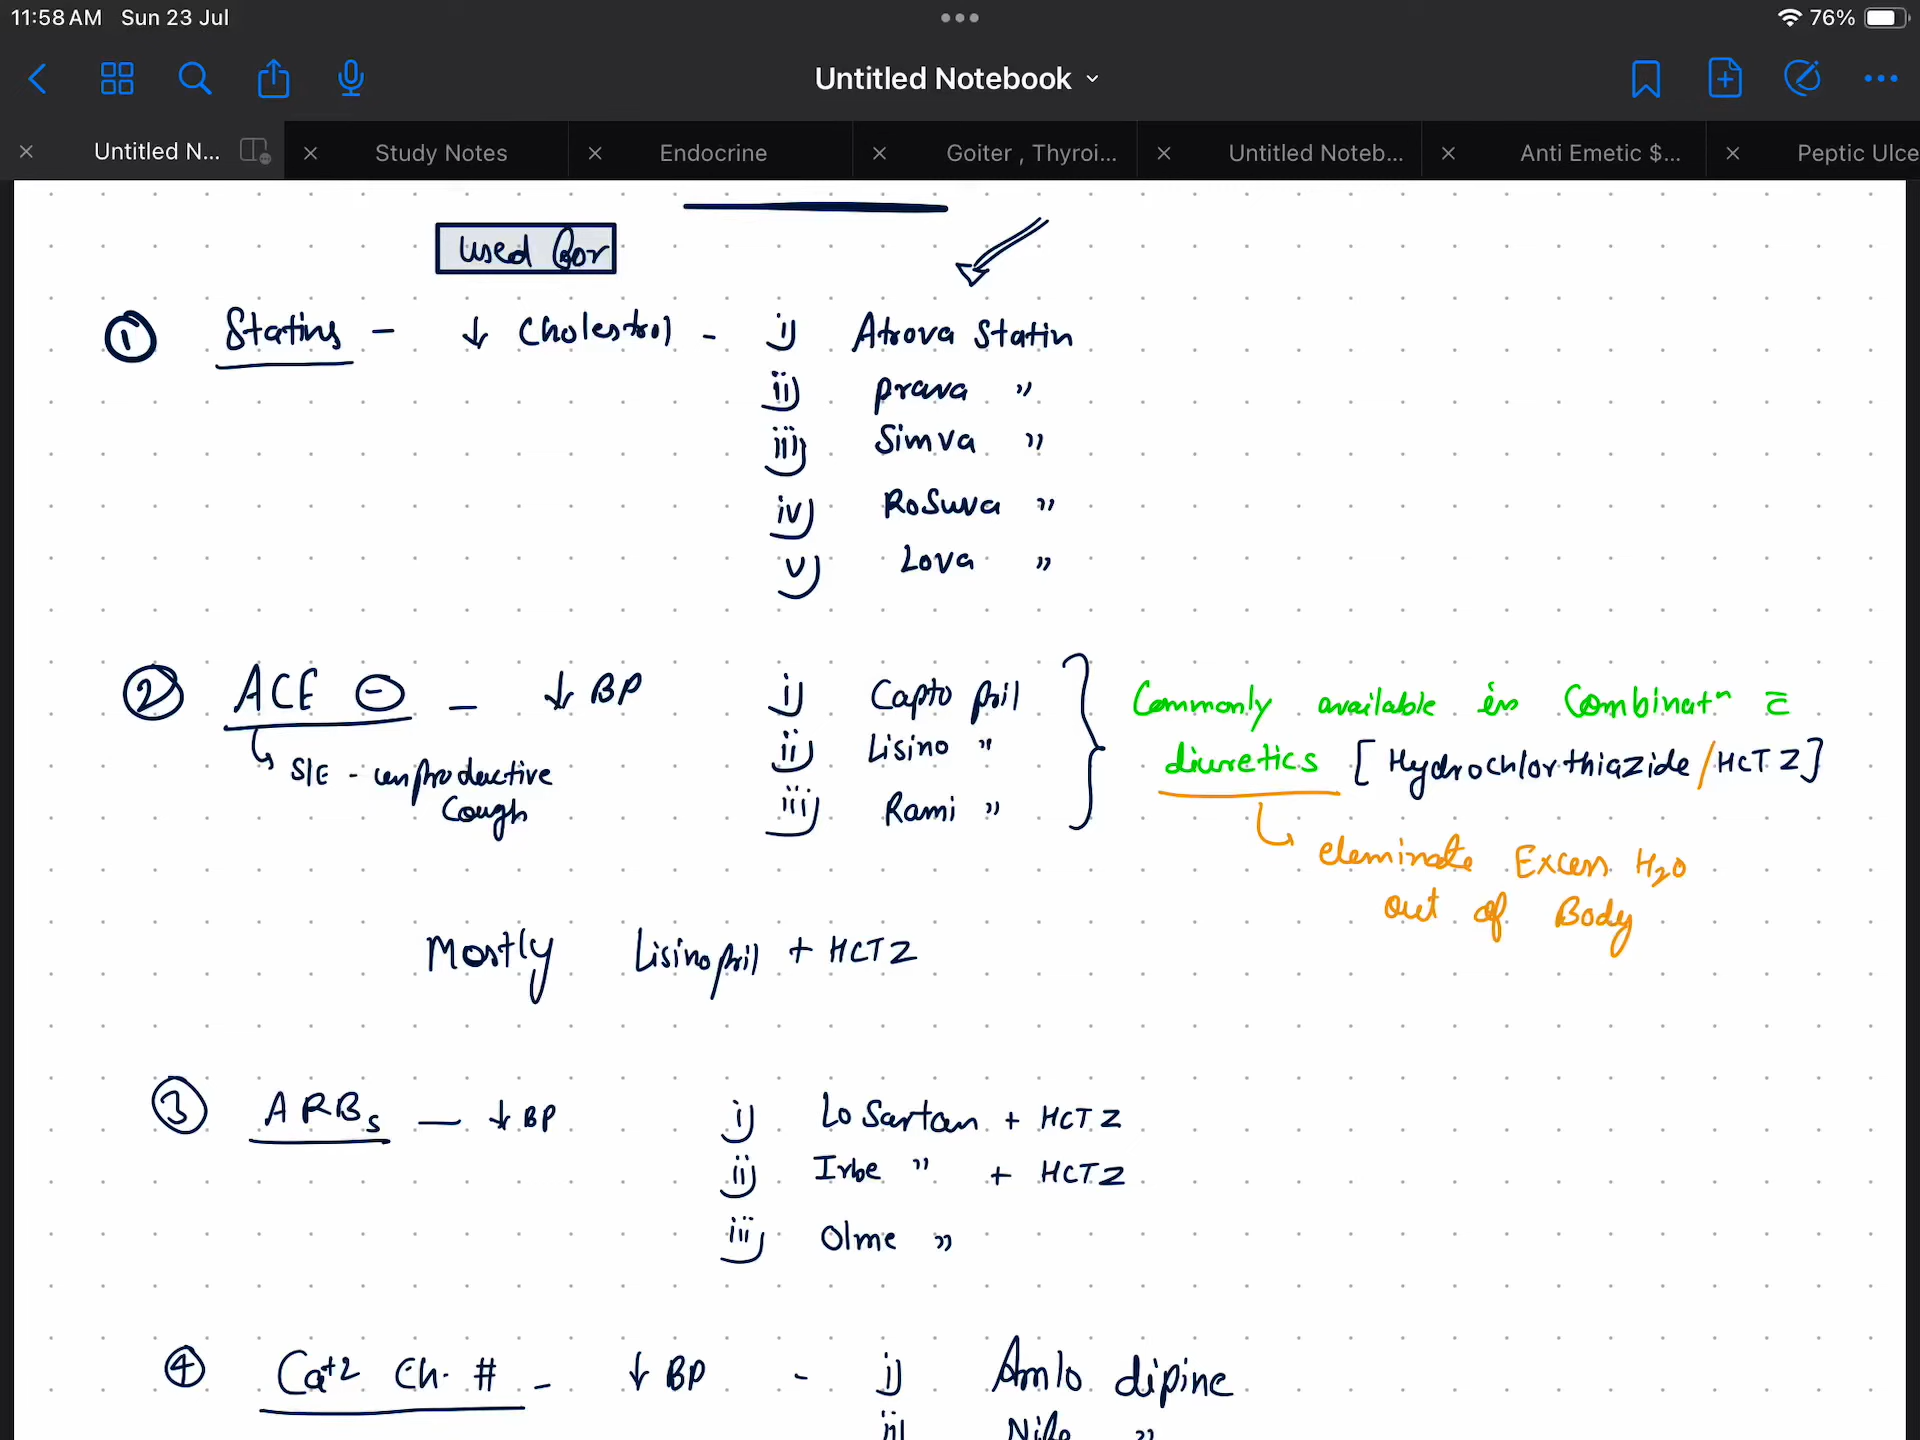 11:58 AM Sun 23 Jul
76%
Untitled Notebook
Untitled N...
Study Notes
Endocrine
Goiter , Thyroi...
Untitled Noteb...
Anti Emetic $...
Peptic Ulce
used for
① Statins - ↓ Cholestrol - i) Atrova Statin
ii) prava "
iii) Simva "
iv) RoSuva "
v) Lova "
② ACE ⊖ - ↓ BP i) Capto pril
ii) Lisino "
iii) Rami "
S/E - unproductive
Cough
Commonly available in Combinatⁿ c̄
diuretics [Hydrochlorthiazide/HCTZ]
eleminate Excess H₂O
out of Body
Mostly Lisinopril + HCTZ
③ ARBs — ↓ BP i) Lo Sartan + HCTZ
ii) Irbe " + HCTZ
iii) Olme "
④ Ca+2 Ch. # - ↓ BP - i) Amlo dipine
ii) Nife "